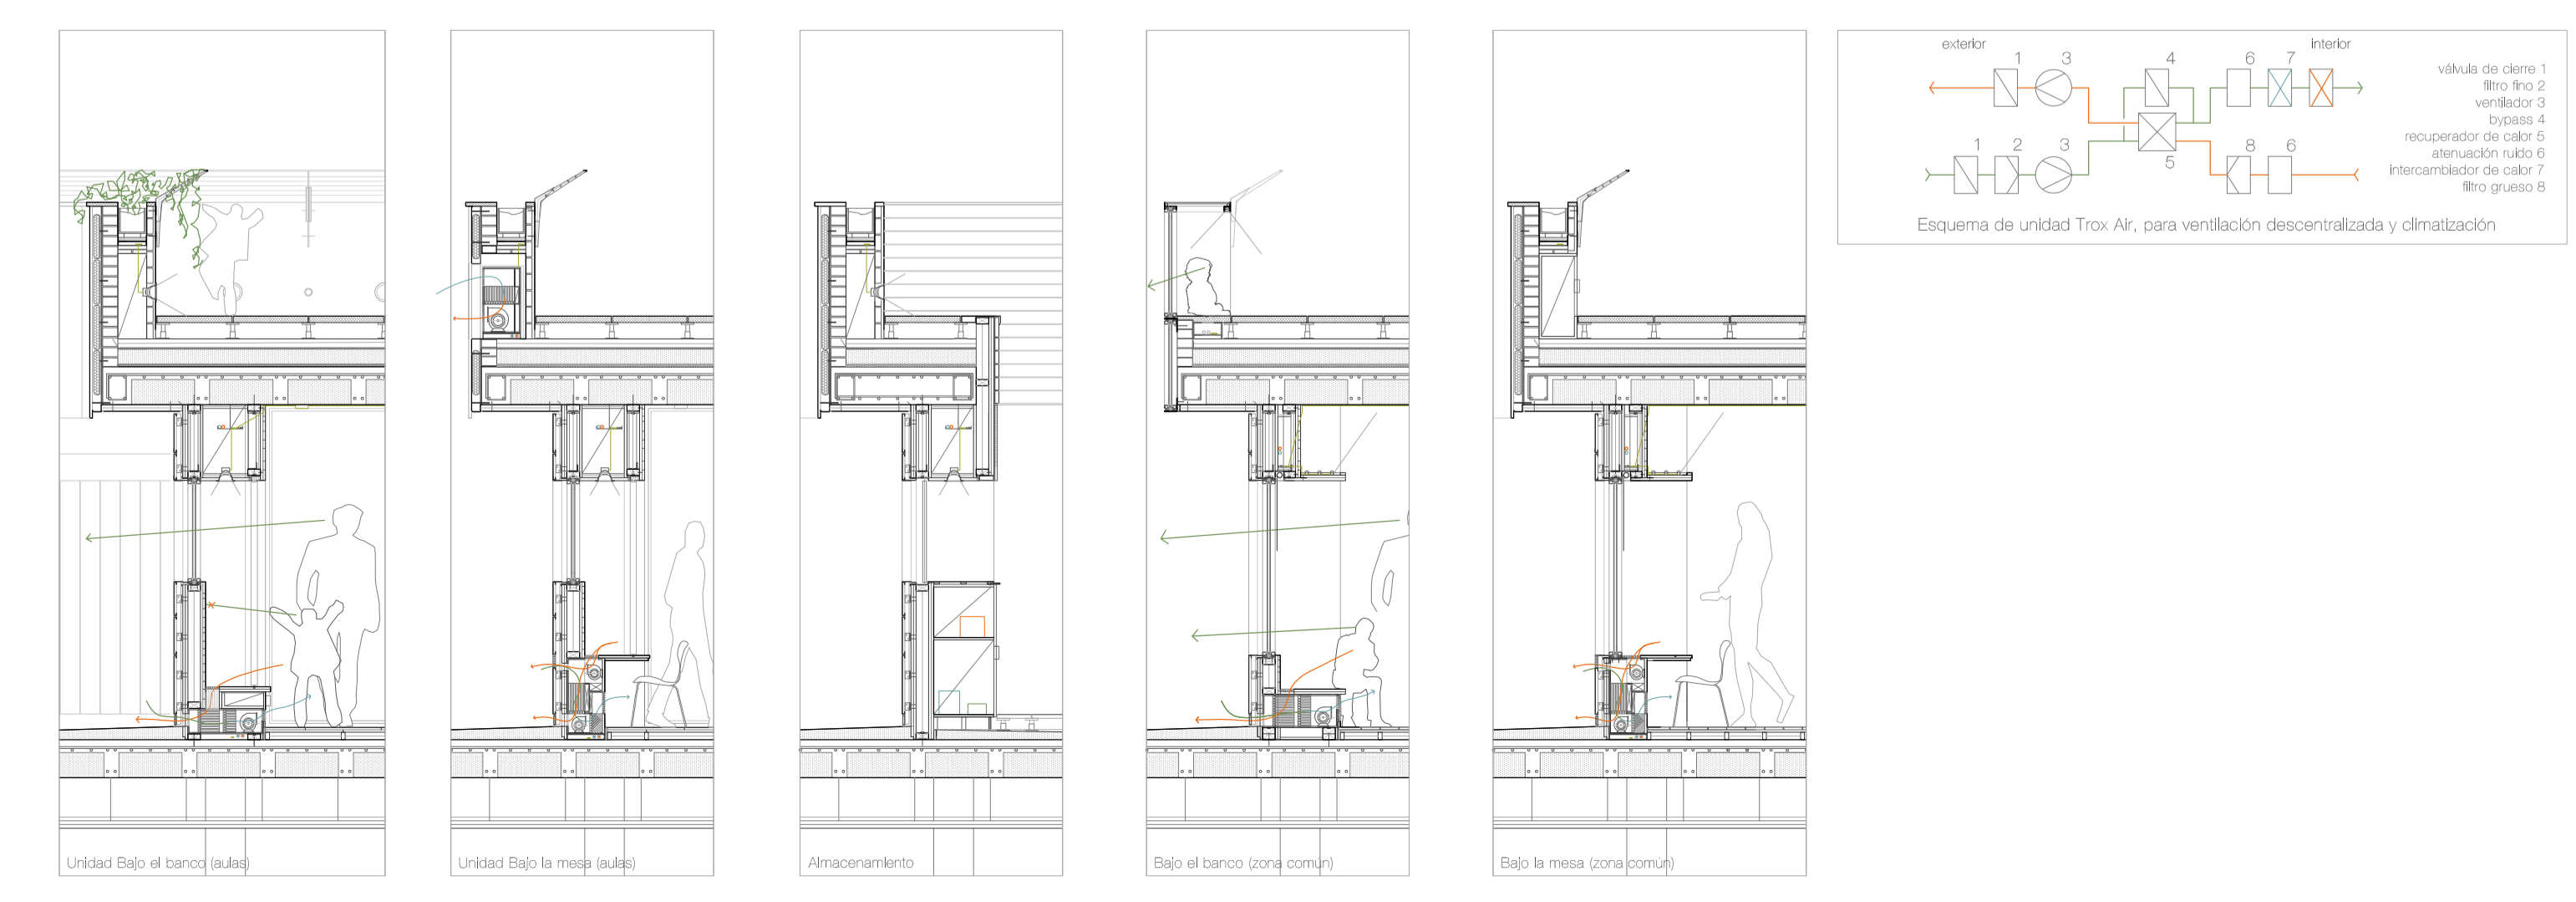 exterior
interior
1
3
4
6
7
1
2
3
5
8
6
válvula de cierre 1
filtro fino 2
ventilador 3
bypass 4
recuperador de calor 5
atenuación ruido 6
intercambiador de calor 7
filtro grueso 8
Esquema de unidad Trox Air, para ventilación descentralizada y climatización
Unidad Bajo el banco (aulas)
Unidad Bajo la mesa (aulas)
Almacenamiento
Bajo el banco (zona común)
Bajo la mesa (zona común)